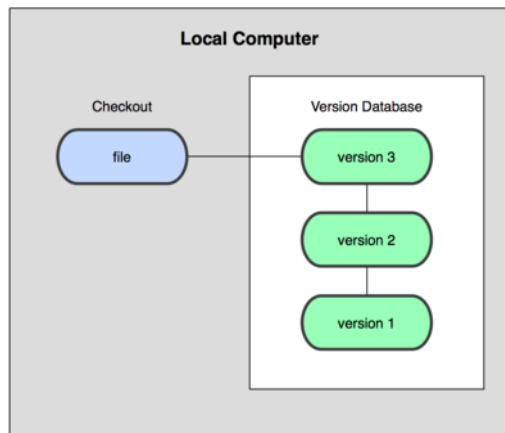 Local Computer
Checkout
Version Database
file
version 3
version 2
version 1